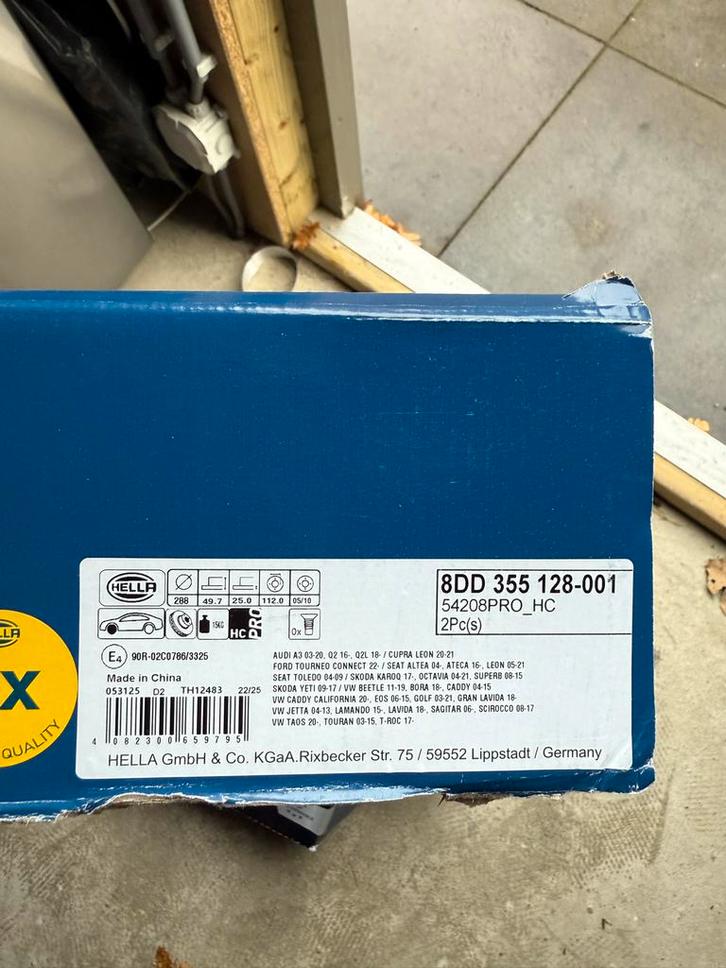 HELLA
288 49.7 25.0 112.0 05/10
15KG HC PRO 0x
8DD 355 128-001
54208PRO_HC
2Pc(s)
E4 90R-02C0786/3325
Made in China
053125 D2 TH12483 22/25
4 082300 659795
AUDI A3 03-20, Q2 16-, Q2L 18- / CUPRA LEON 20-21
FORD TOURNEO CONNECT 22- / SEAT ALTEA 04-, ATECA 16-, LEON 05-21
SEAT TOLEDO 04-09 / SKODA KAROQ 17-, OCTAVIA 04-21, SUPERB 08-15
SKODA YETI 09-17 / VW BEETLE 11-19, BORA 18-, CADDY 04-15
VW CADDY CALIFORNIA 20-, EOS 06-15, GOLF 03-21, GRAN LAVIDA 18-
VW JETTA 04-13, LAMANDO 15-, LAVIDA 18-, SAGITAR 06-, SCIROCCO 08-17
VW TAOS 20-, TOURAN 03-15, T-ROC 17-
HELLA GmbH & Co. KGaA.Rixbecker Str. 75 / 59552 Lippstadt / Germany
LLA
X
QUALITY